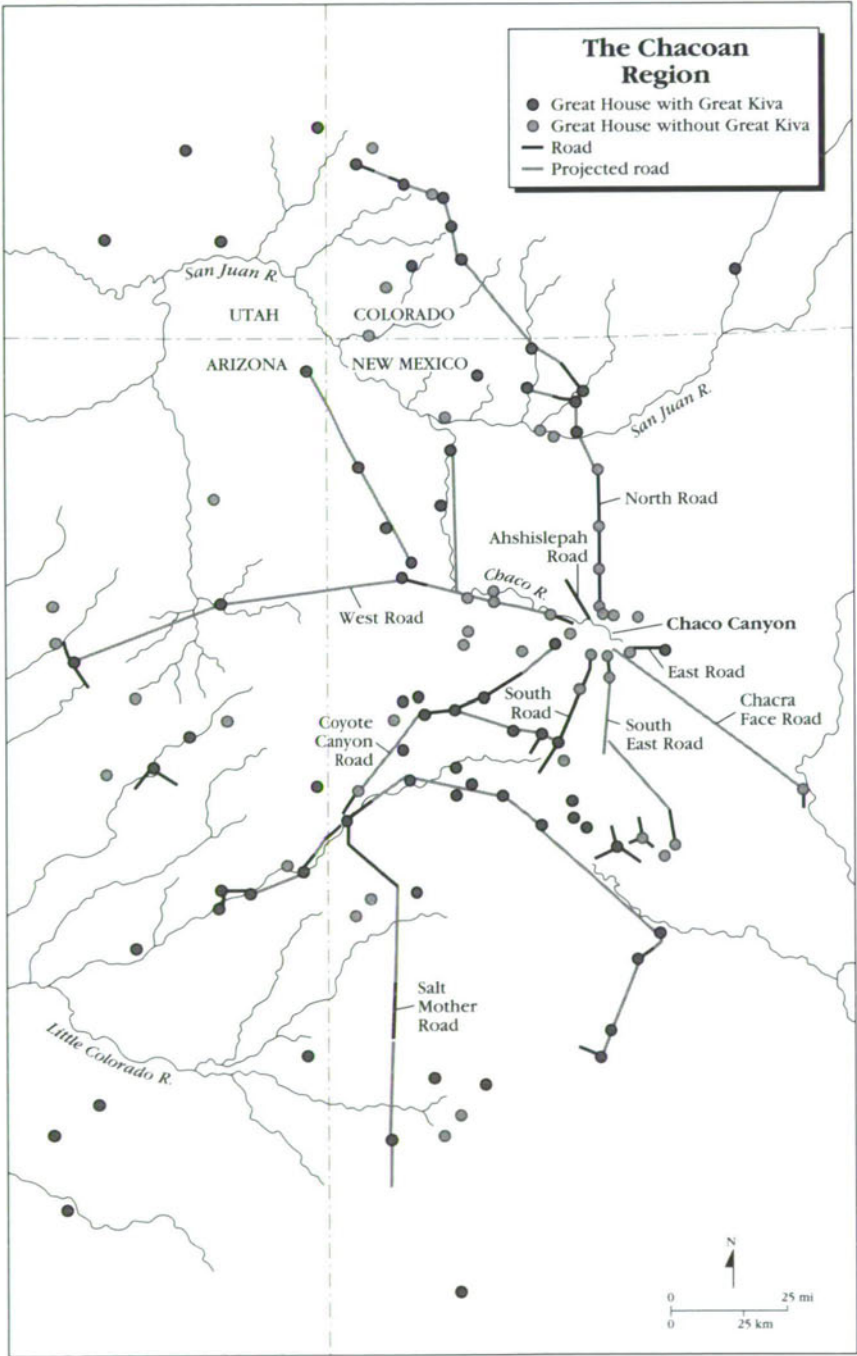 The Chacoan
Region
Great House with Great Kiva
Great House without Great Kiva
Road
Projected road
San Juan R.
UTAH
COLORADO
ARIZONA
NEW MEXICO
San Juan R.
North Road
Ahshislepah
Road
Chaco R.
West Road
Chaco Canyon
East Road
South
Road
Chacra
Face Road
Coyote
Canyon
Road
South
East Road
Salt
Mother
Road
Little Colorado R.
N
0 25 mi
0 25 km